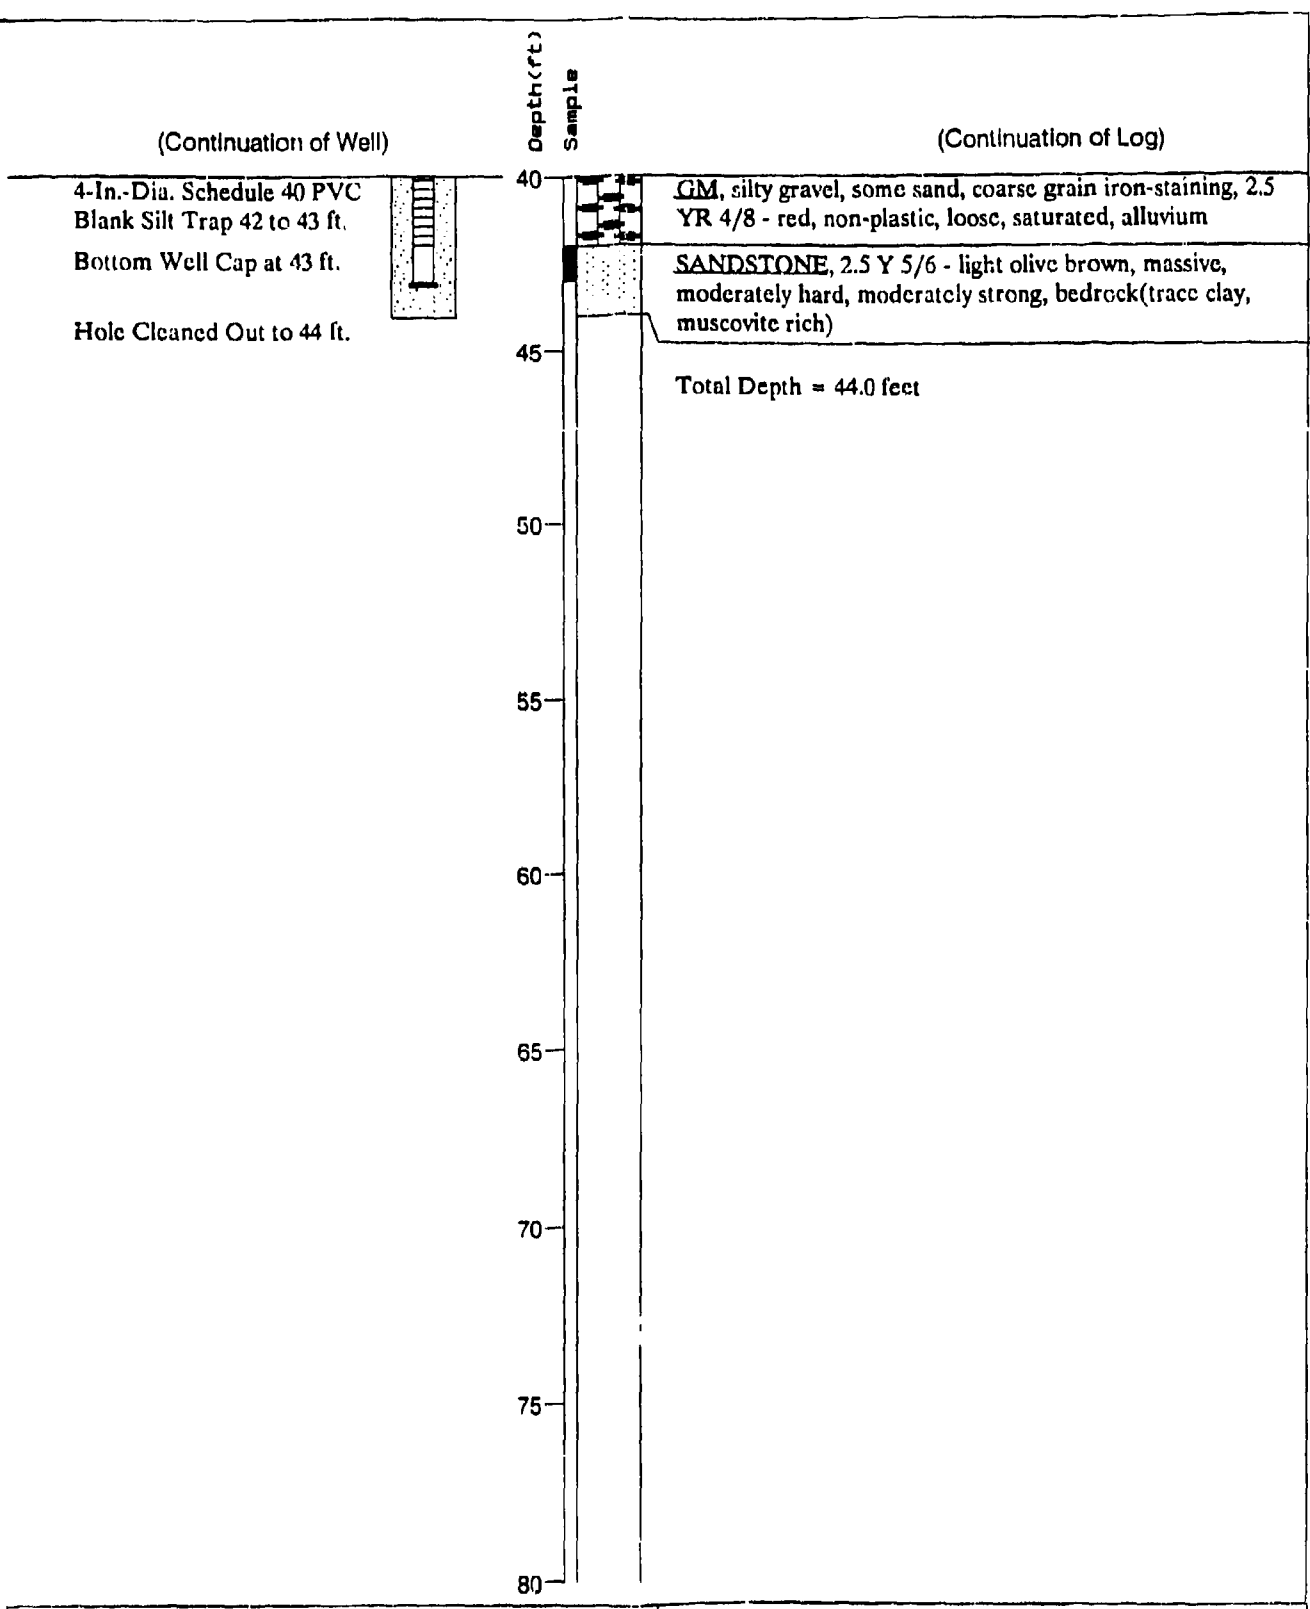 Depth(ft)
Sample
(Continuation of Well)
(Continuation of Log)
4-In.-Dia. Schedule 40 PVC
Blank Silt Trap 42 to 43 ft.
Bottom Well Cap at 43 ft.
Hole Cleaned Out to 44 ft.
40
45
50
55
60
65
70
75
80
GM, silty gravel, some sand, coarse grain iron-staining, 2.5
YR 4/8 - red, non-plastic, loose, saturated, alluvium
SANDSTONE, 2.5 Y 5/6 - light olive brown, massive,
moderately hard, moderately strong, bedrock(trace clay,
muscovite rich)
Total Depth = 44.0 feet